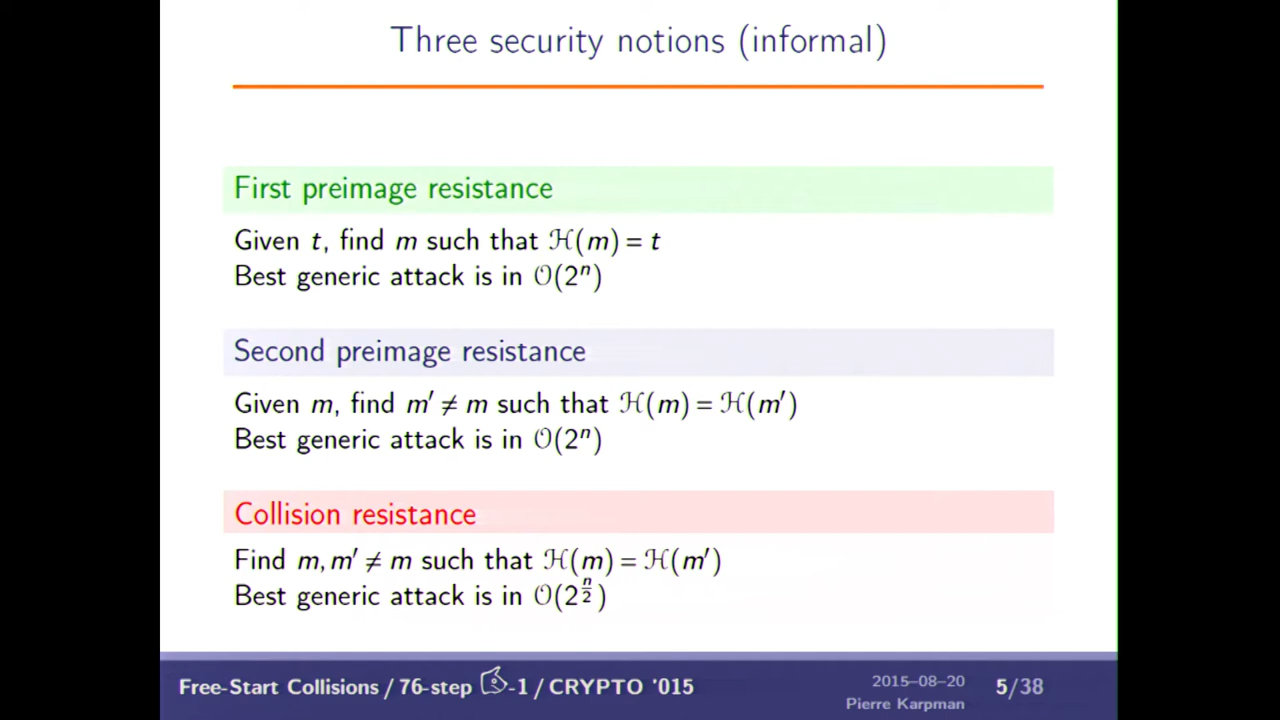 Three security notions (informal)
First preimage resistance
Given t, find m such that ℋ(m) = t
Best generic attack is in 𝒪(2ⁿ)
Second preimage resistance
Given m, find m′ ≠ m such that ℋ(m) = ℋ(m′)
Best generic attack is in 𝒪(2ⁿ)
Collision resistance
Find m, m′ ≠ m such that ℋ(m) = ℋ(m′)
Best generic attack is in 𝒪(2^(n/2))
Free-Start Collisions / 76-step -1 / CRYPTO '015
2015–08–20
Pierre Karpman
5/38